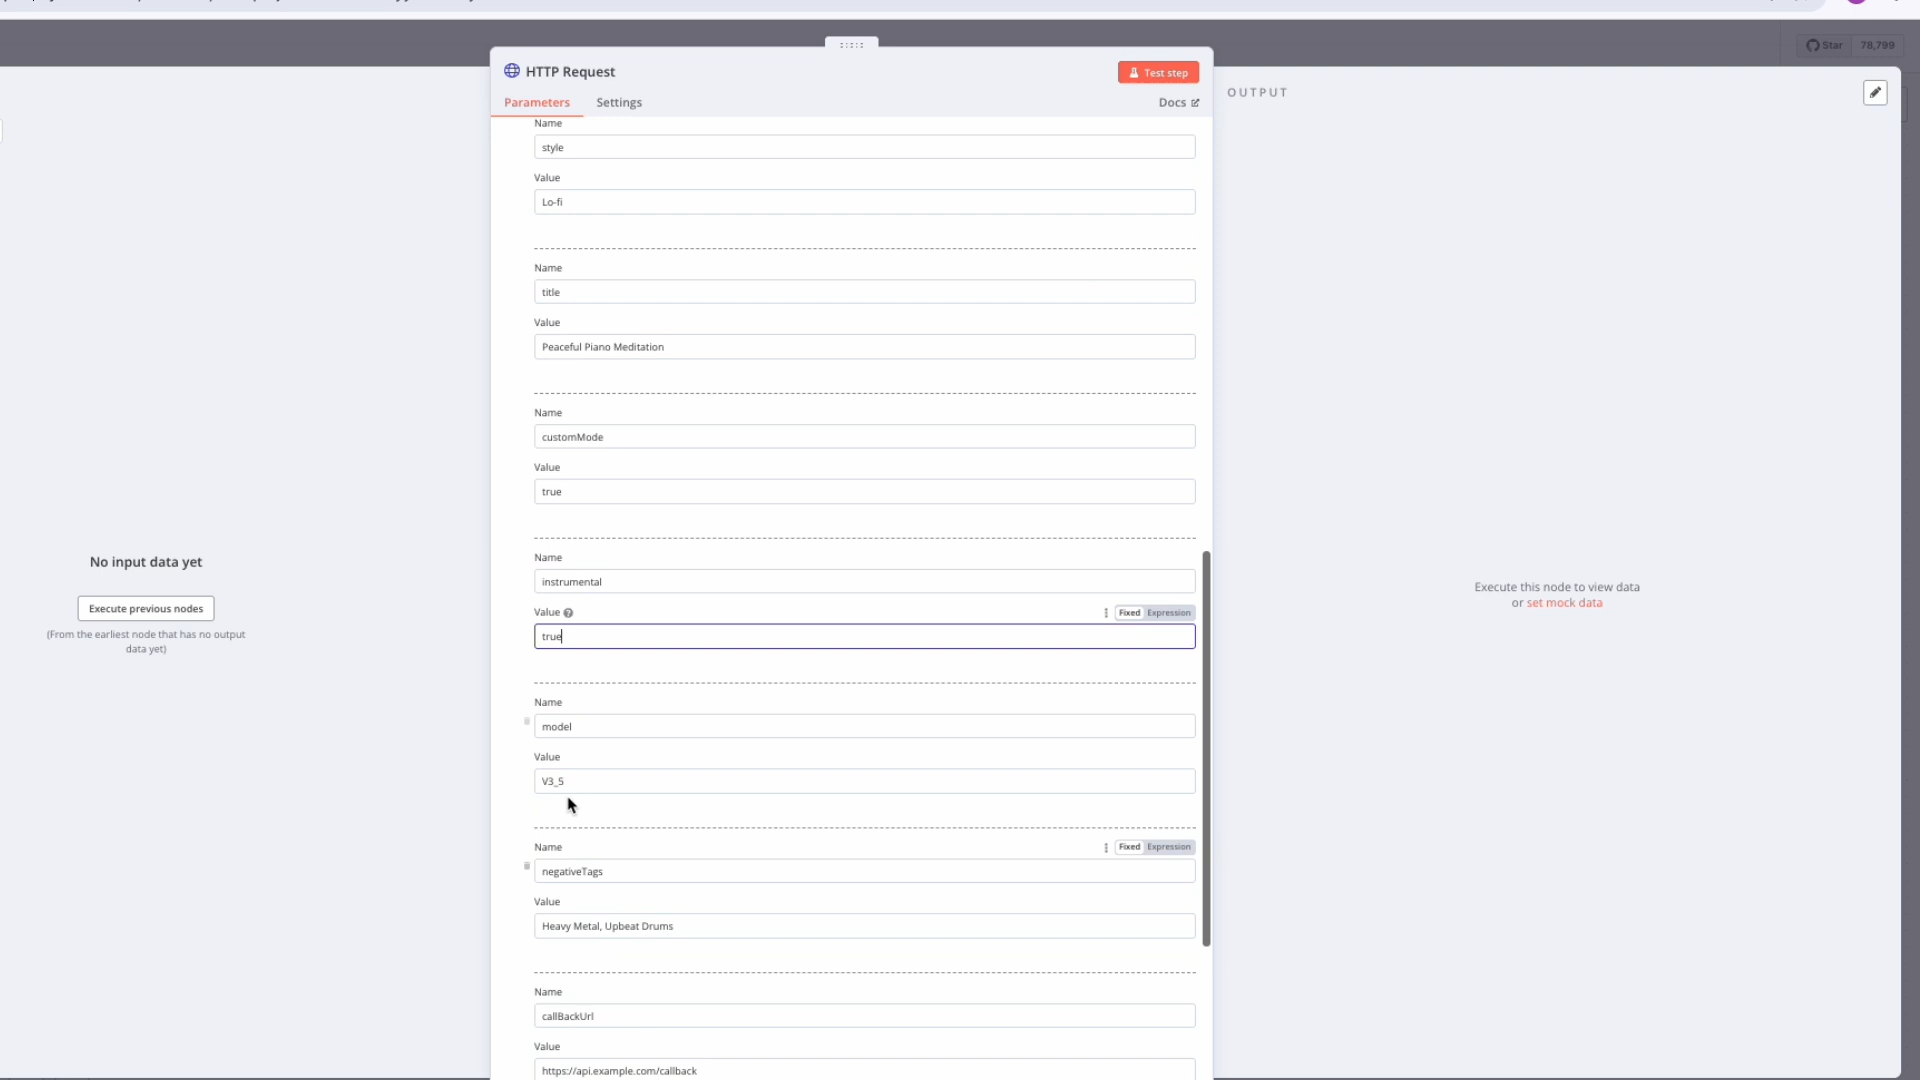 Star 78,799
HTTP Request
Test step
Parameters Settings
Docs
OUTPUT
Name
style
Value
Lo-fi
Name
title
Value
Peaceful Piano Meditation
Name
customMode
Value
true
Name
instrumental
Value
Fixed Expression
true
Name
model
Value
V3_5
Name
Fixed Expression
negativeTags
Value
Heavy Metal, Upbeat Drums
Name
callBackUrl
Value
https://api.example.com/callback
No input data yet
Execute previous nodes
(From the earliest node that has no output
data yet)
Execute this node to view data
or set mock data